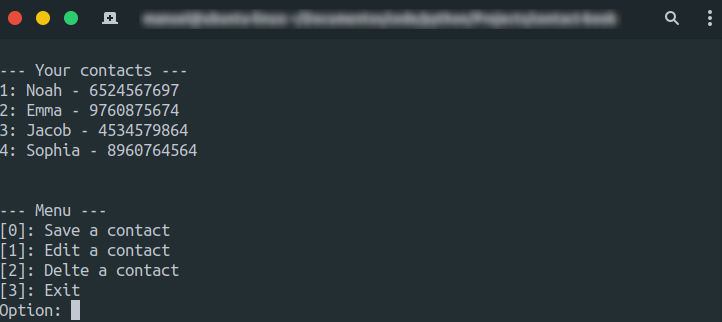 --- Your contacts ---
1: Noah - 6524567697
2: Emma - 9760875674
3: Jacob - 4534579864
4: Sophia - 8960764564
--- Menu ---
[0]: Save a contact
[1]: Edit a contact
[2]: Delte a contact
[3]: Exit
Option: